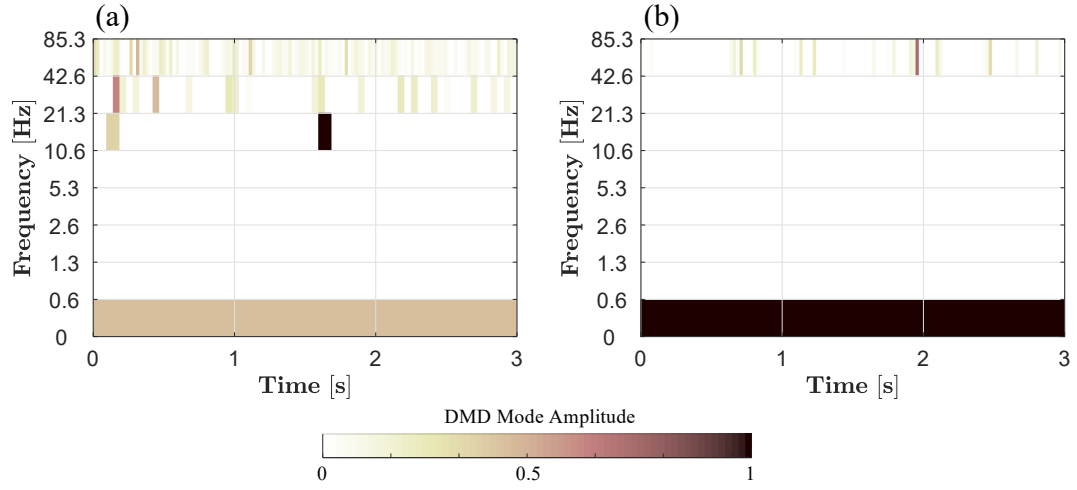 (a)
(b)
Frequency [Hz]
85.3
42.6
21.3
10.6
5.3
2.6
1.3
0.6
0
0 1 2 3
Time [s]
Frequency [Hz]
85.3
42.6
21.3
10.6
5.3
2.6
1.3
0.6
0
0 1 2 3
Time [s]
DMD Mode Amplitude
0 0.5 1